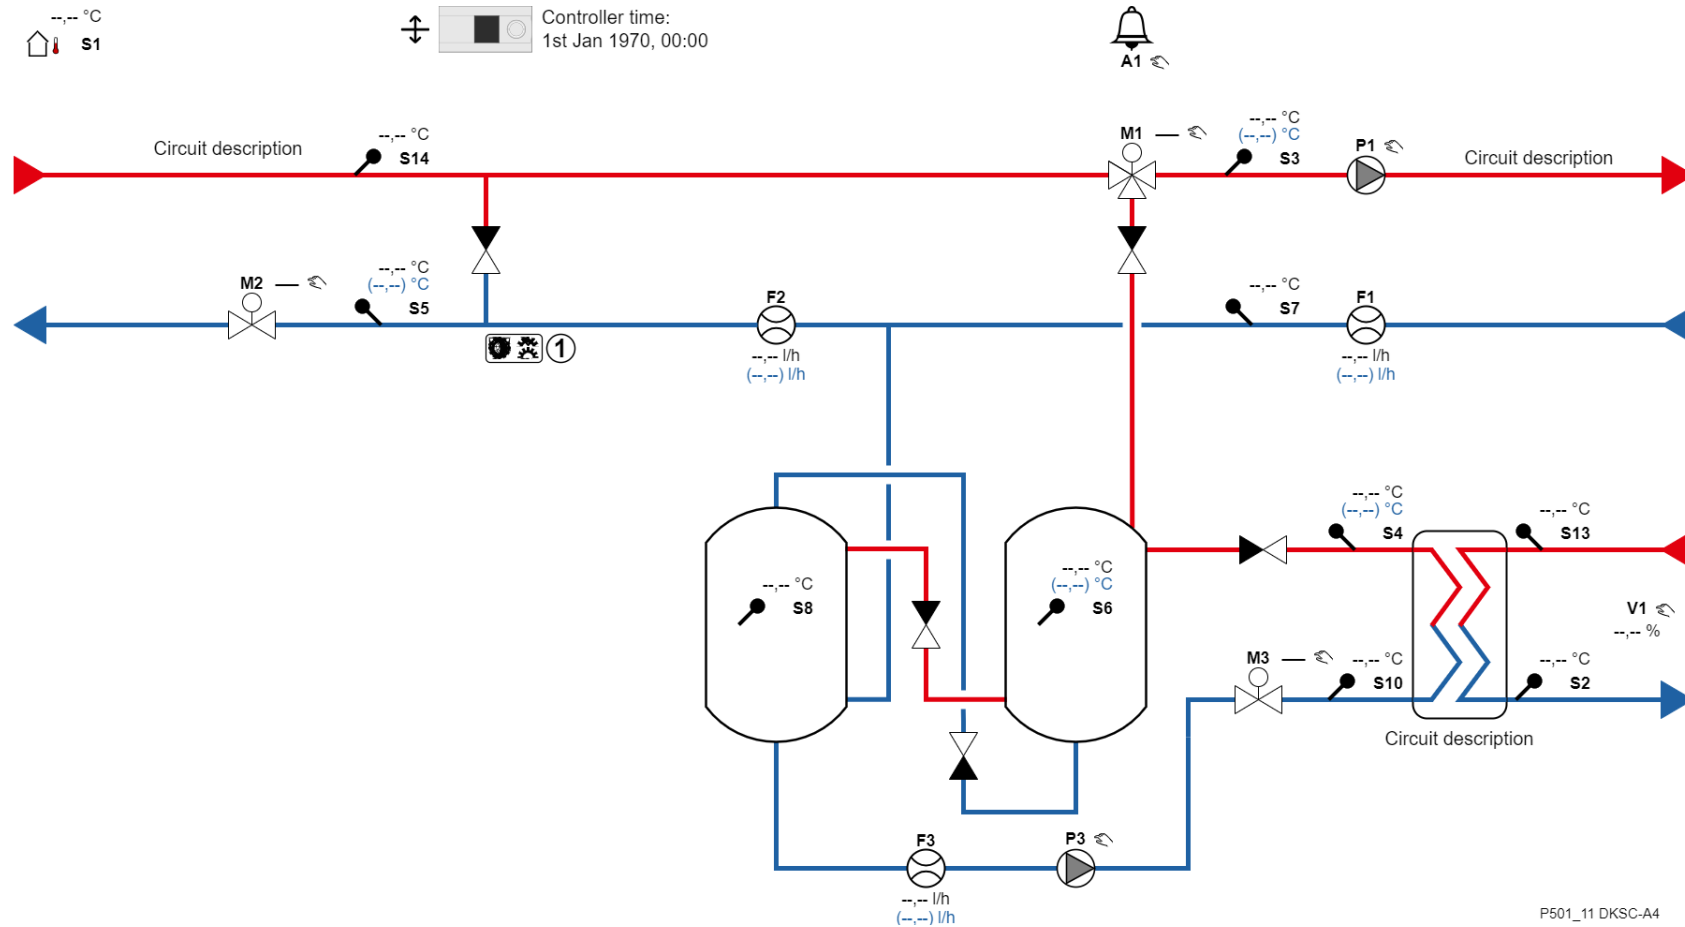 --,-- °C
S1
Controller time:
1st Jan 1970, 00:00
A1
Circuit description
--,-- °C
S14
M1
--,-- °C
(--,--) °C
S3
P1
Circuit description
M2
--,-- °C
(--,--) °C
S5
1
F2
--,-- l/h
(--,--) l/h
--,-- °C
S7
F1
--,-- l/h
(--,--) l/h
--,-- °C
S8
--,-- °C
(--,--) °C
S6
--,-- °C
(--,--) °C
S4
--,-- °C
S13
V1
--,-- %
M3
--,-- °C
S10
--,-- °C
S2
Circuit description
F3
--,-- l/h
(--,--) l/h
P3
P501_11 DKSC-A4